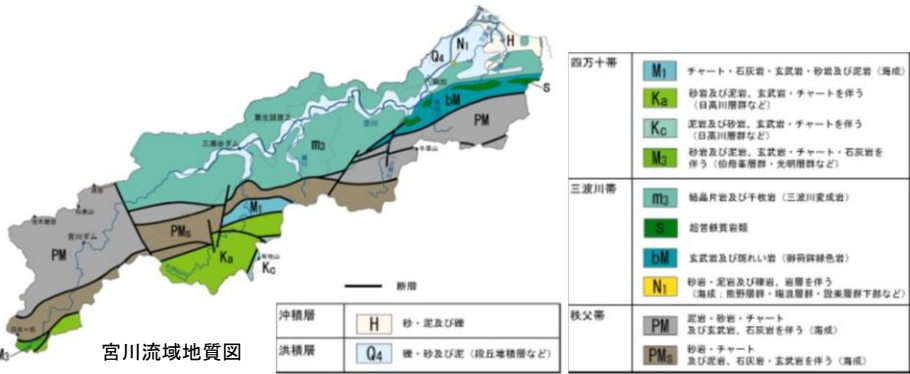 Q4
N1
H
S
bM
PM
三瀬谷ダム
宮川
m3
宮川ダム
PM
PMs
M1
Ka
Kc
M3
断層
宮川流域地質図
沖積層
H
砂・泥及び礫
洪積層
Q4
礫・砂及び泥（段丘堆積層など）
四万十帯
M1
チャート・石灰岩・玄武岩・砂岩及び泥岩（海成）
Ka
砂岩及び泥岩、玄武岩・チャートを伴う
（日高川層群など）
Kc
泥岩及び砂岩、玄武岩・チャートを伴う
（日高川層群など）
M3
砂岩及び泥岩、玄武岩・チャート・石灰岩を
伴う（伯母峯層群・光明層群など）
三波川帯
m3
結晶片岩及び千枚岩（三波川変成岩）
S
超苦鉄質岩類
bM
玄武岩及び斑れい岩（御荷鉾緑色岩）
N1
砂岩・泥岩及び礫岩、岩層を伴う
（海成：熊野層群・瑞浪層群・設楽層群下部など）
秩父帯
PM
泥岩・砂岩・チャート
及び玄武岩、石灰岩を伴う（海成）
PMs
砂岩・チャート
及び泥岩、石灰岩・玄武岩を伴う（海成）